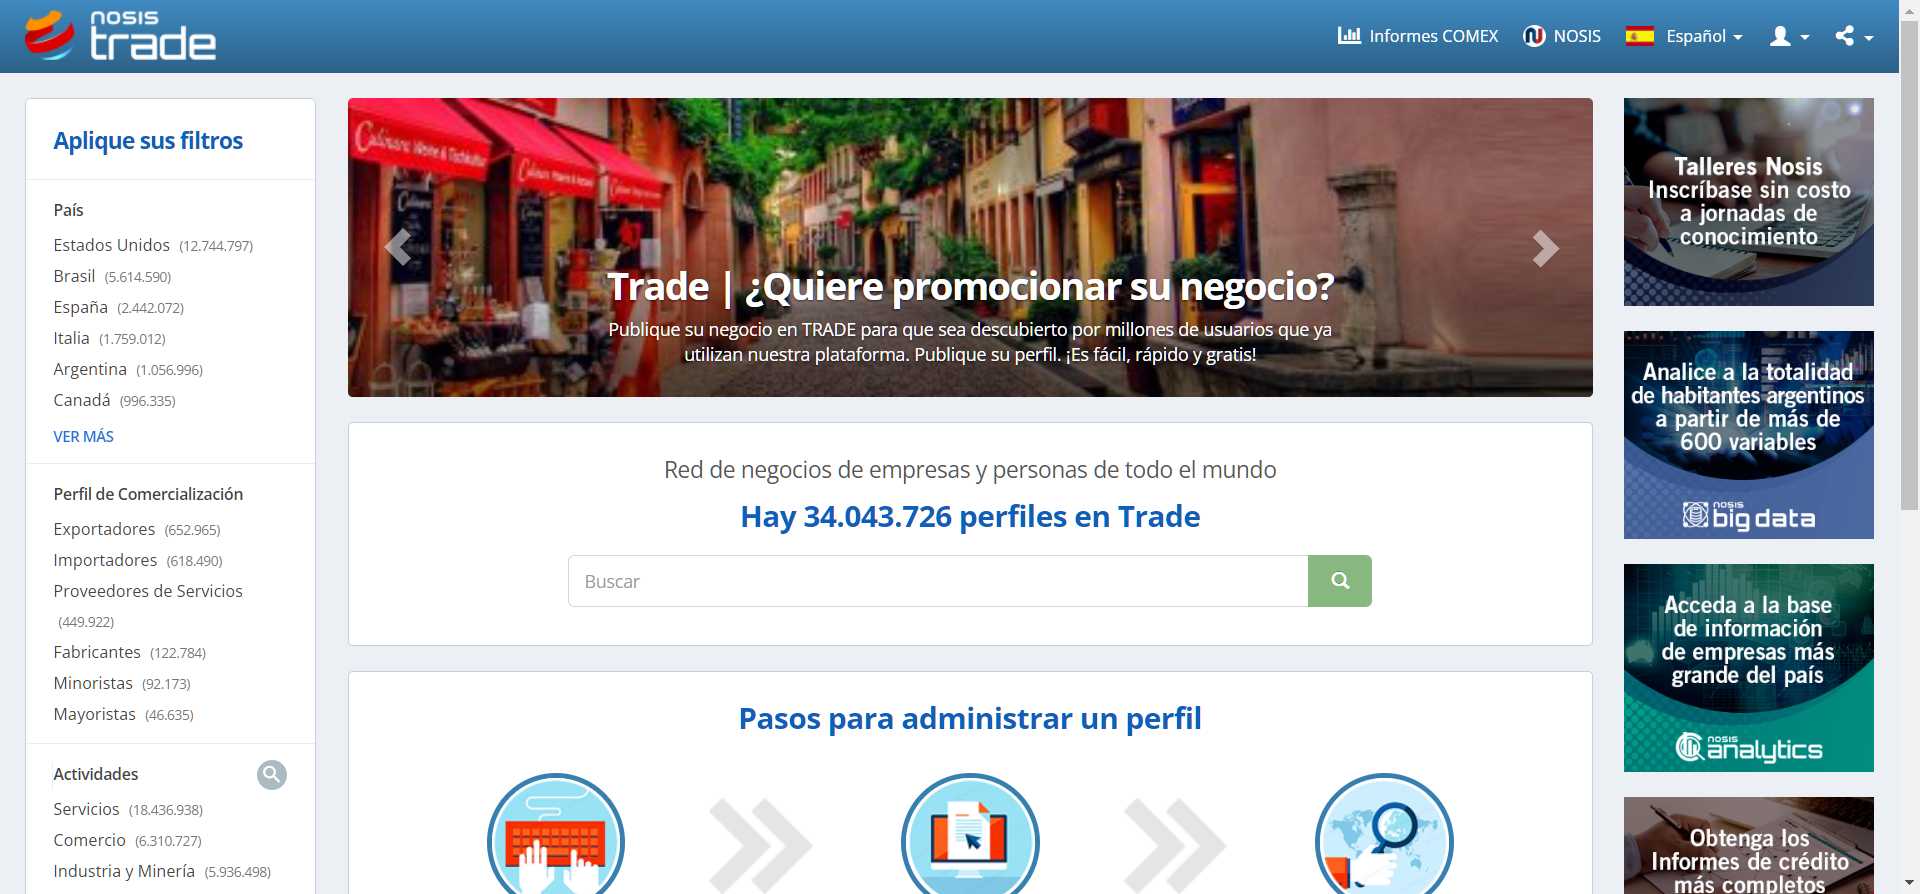 nosis
trade
Informes COMEX
NOSIS
Español
Aplique sus filtros
País
Estados Unidos (12.744.797)
Brasil (5.614.590)
España (2.442.072)
Italia (1.759.012)
Argentina (1.056.996)
Canadá (996.335)
VER MÁS
Perfil de Comercialización
Exportadores (652.965)
Importadores (618.490)
Proveedores de Servicios
(449.922)
Fabricantes (122.784)
Minoristas (92.173)
Mayoristas (46.635)
Actividades
Servicios (18.436.938)
Comercio (6.310.727)
Industria y Minería (5.936.498)
Trade | ¿Quiere promocionar su negocio?
Publique su negocio en TRADE para que sea descubierto por millones de usuarios que ya
utilizan nuestra plataforma. Publique su perfil. ¡Es fácil, rápido y gratis!
Red de negocios de empresas y personas de todo el mundo
Hay 34.043.726 perfiles en Trade
Buscar
Pasos para administrar un perfil
Talleres Nosis
Inscríbase sin costo
a jornadas de
conocimiento
Analice a la totalidad
de habitantes argentinos
a partir de más de
600 variables
nosis
big data
Acceda a la base
de información
de empresas más
grande del país
nosis
analytics
Obtenga los
Informes de crédito
más completos